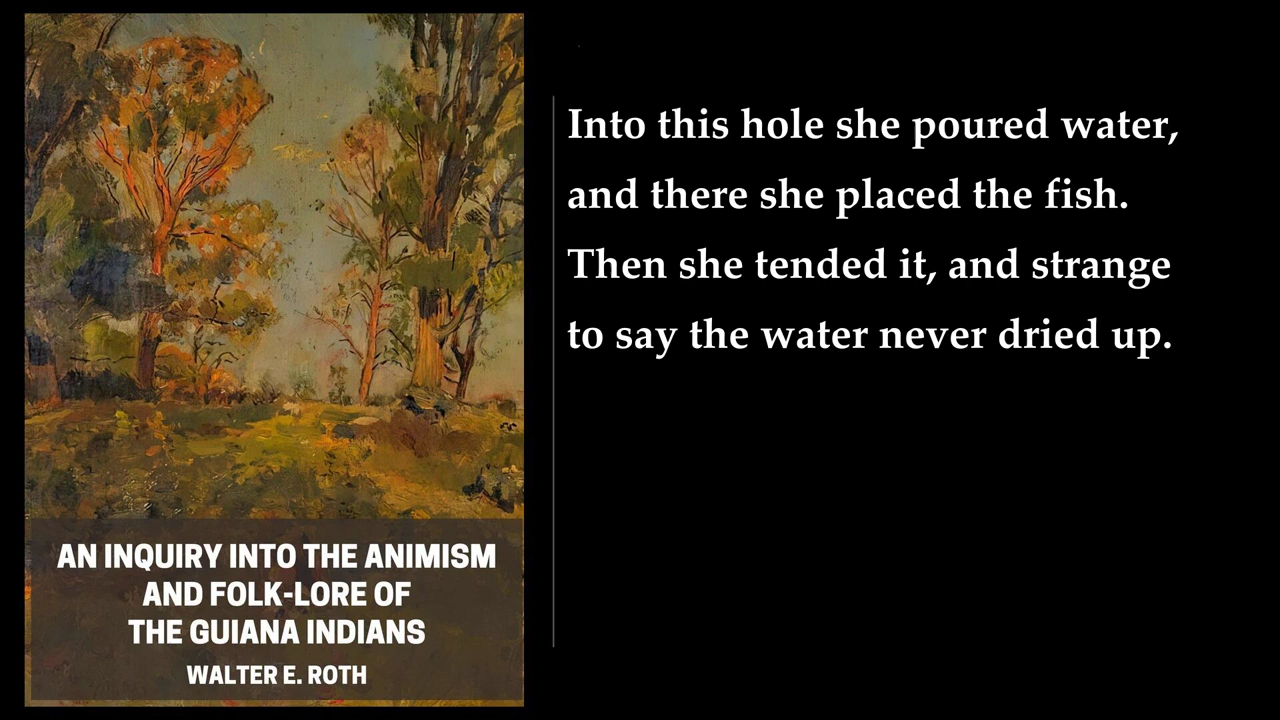 Into this hole she poured water,
and there she placed the fish.
Then she tended it, and strange
to say the water never dried up.
AN INQUIRY INTO THE ANIMISM
AND FOLK-LORE OF
THE GUIANA INDIANS
WALTER E. ROTH